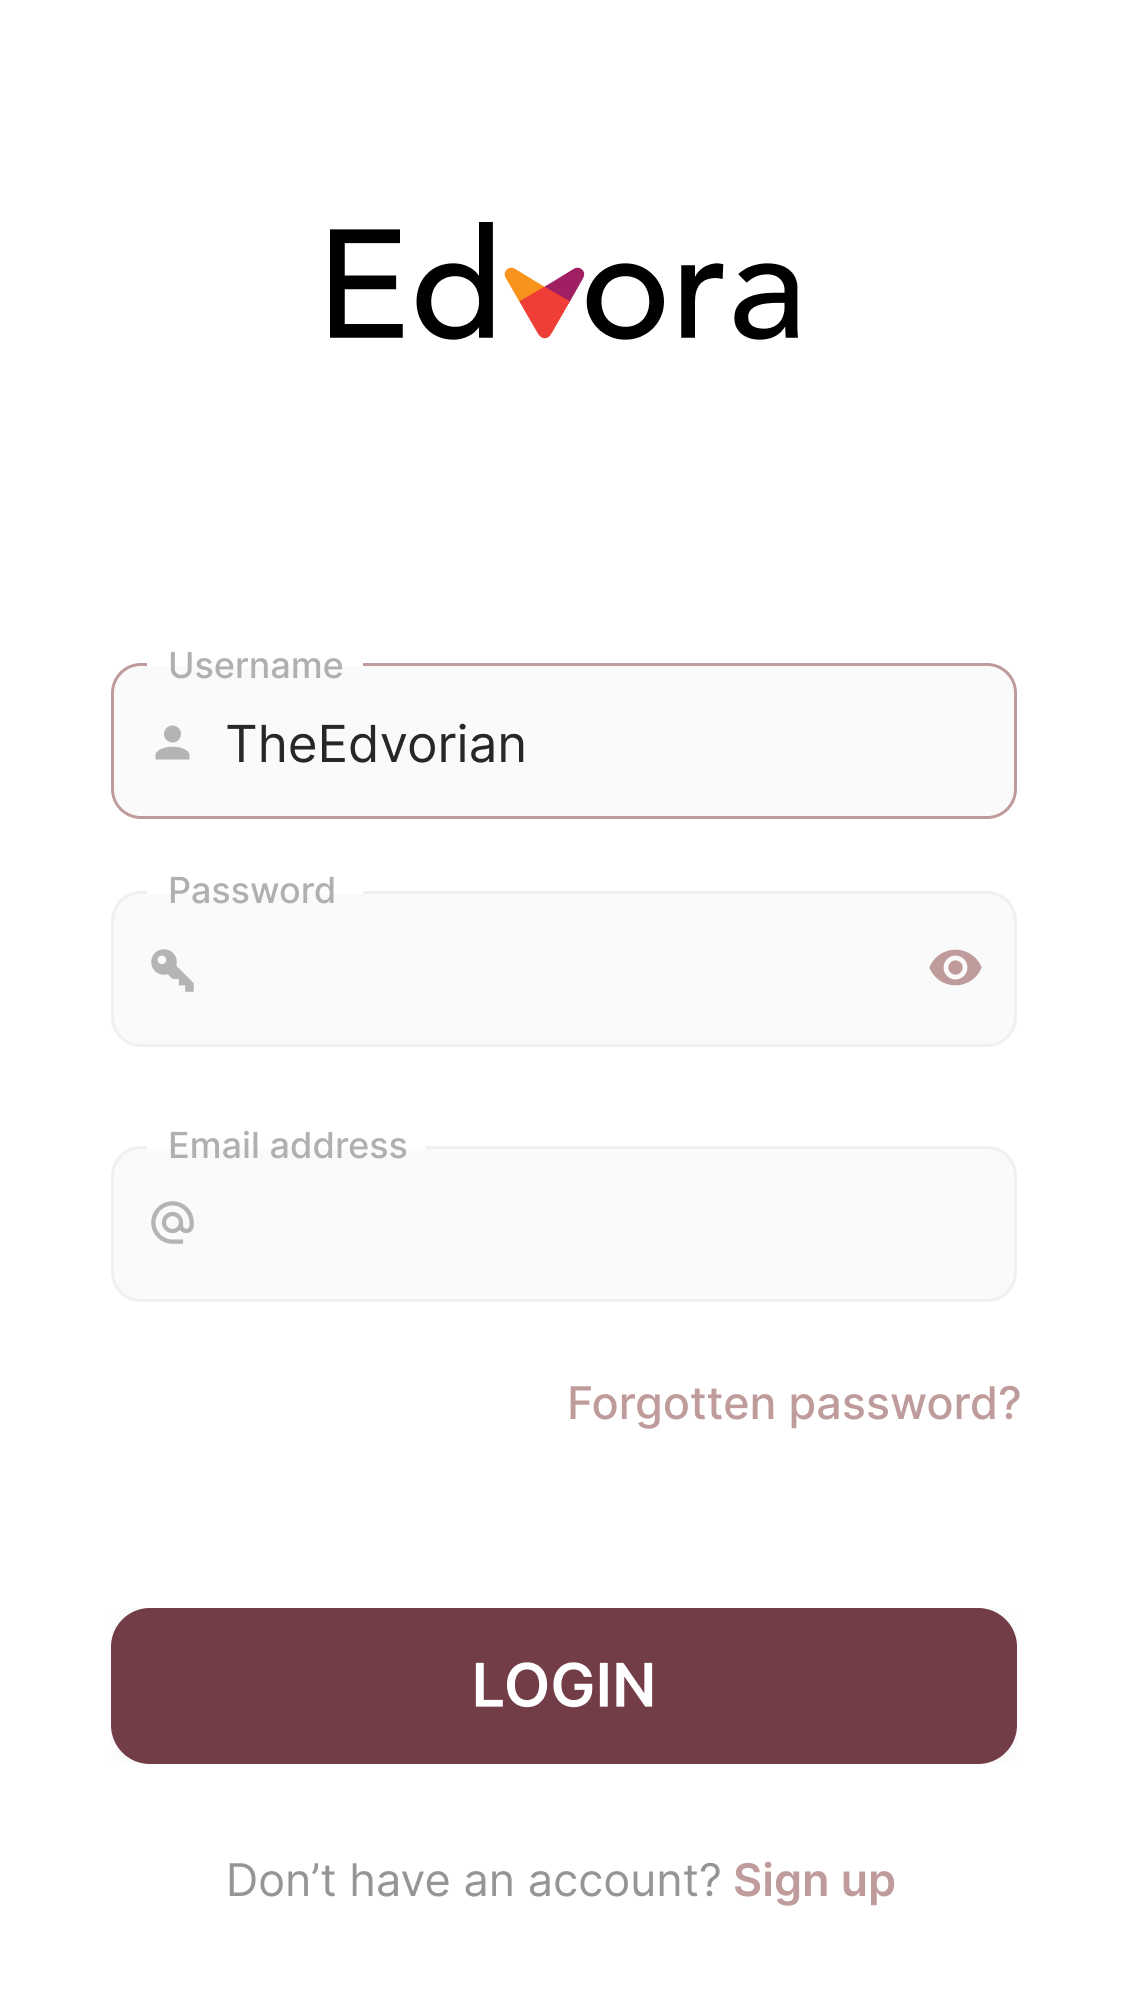 Edvora
Username
TheEdvorian
Password
Email address
Forgotten password?
LOGIN
Don’t have an account? Sign up